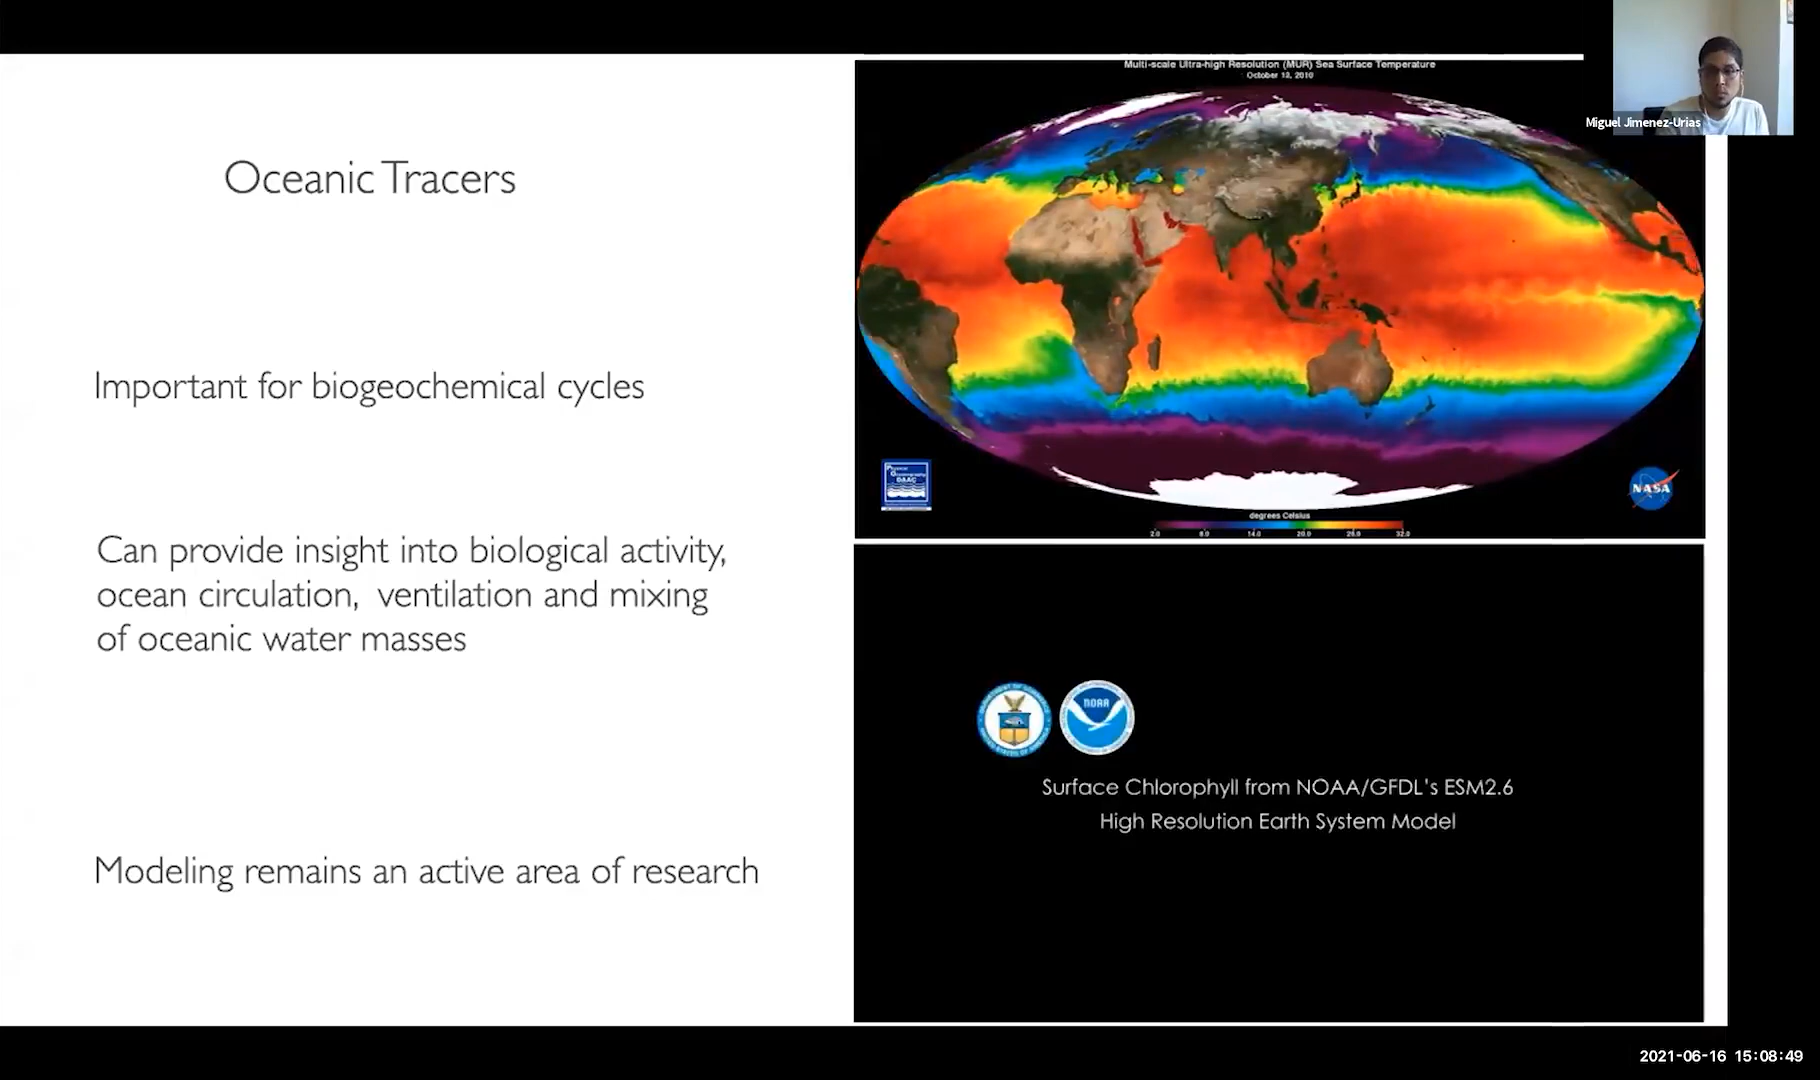 Oceanic Tracers
Important for biogeochemical cycles
Can provide insight into biological activity,
ocean circulation, ventilation and mixing
of oceanic water masses
Modeling remains an active area of research
Multi-scale Ultra-high Resolution (MUR) Sea Surface Temperature
October 12, 2010
Miguel Jimenez-Urias
DAAC
NASA
degrees Celsius
2.0 8.0 14.0 20.0 26.0 32.0
NOAA
Surface Chlorophyll from NOAA/GFDL's ESM2.6
High Resolution Earth System Model
2021-06-16 15:08:49